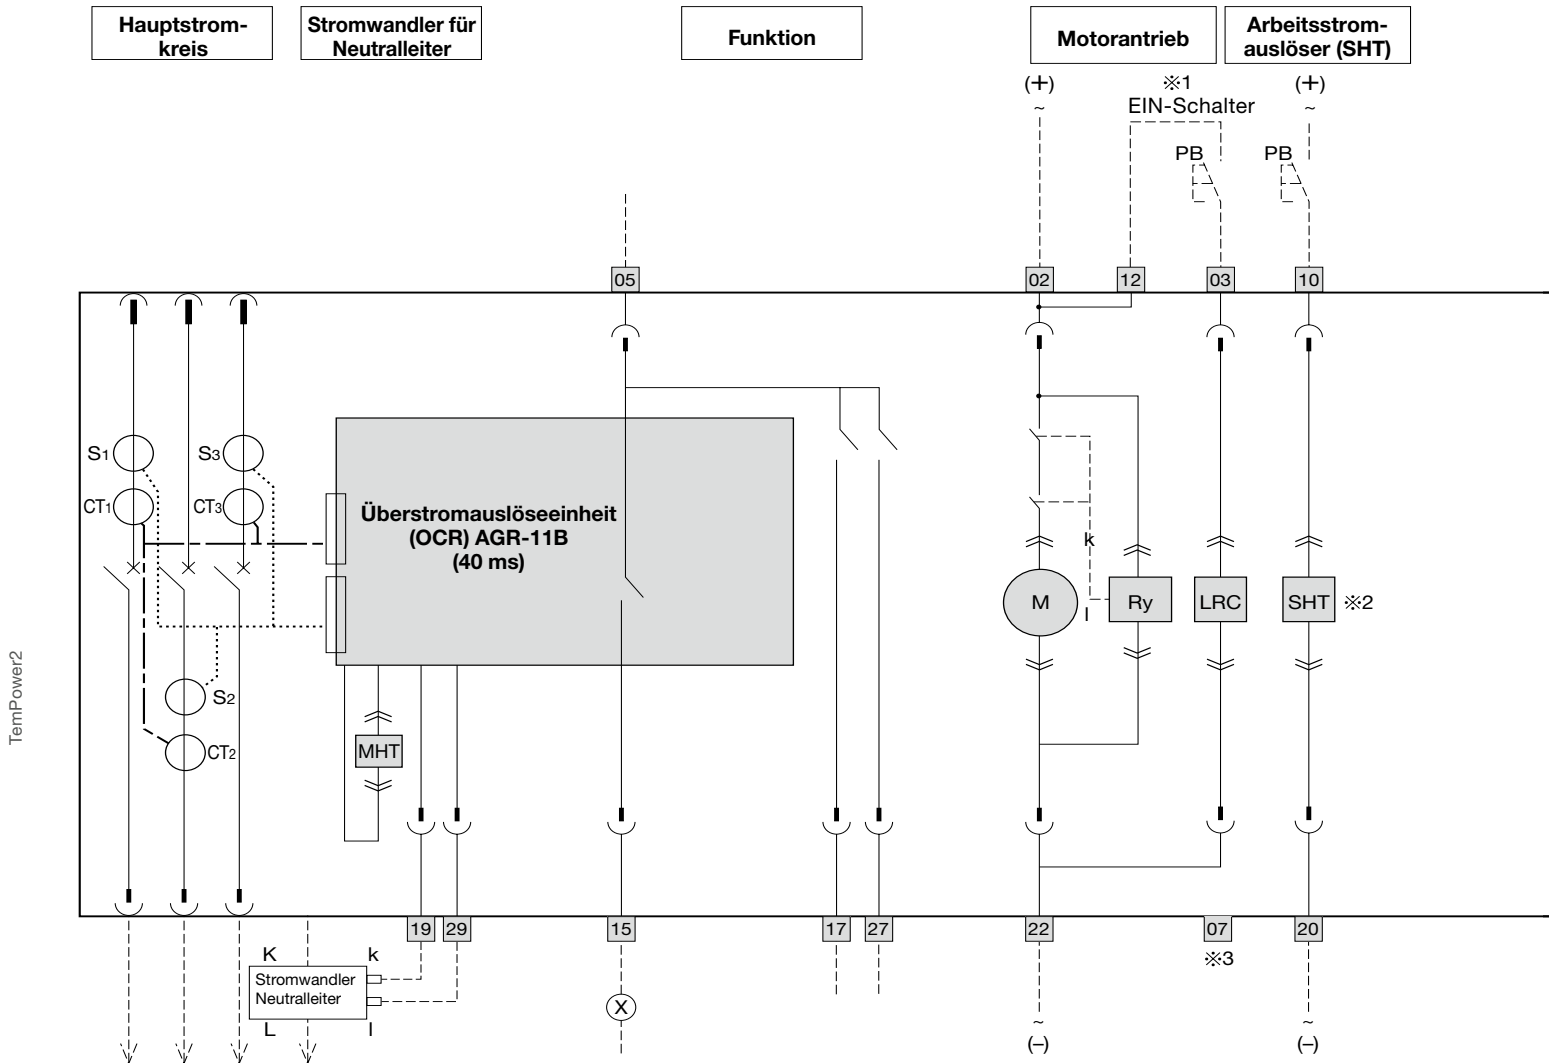 Hauptstrom-
kreis
Stromwandler für
Neutralleiter
Funktion
Motorantrieb
Arbeitsstrom-
auslöser (SHT)
(+)
~
※1
EIN-Schalter
(+)
~
PB
PB
05
02
12
03
10
S1
S3
CT1
CT3
Überstromauslöseeinheit
(OCR) AGR-11B
(40 ms)
k
M
l
Ry
LRC
SHT
※2
S2
CT2
MHT
TemPower2
19
29
15
17
27
22
07
20
※3
K
k
Stromwandler
Neutralleiter
L
l
X
~
(–)
~
(–)